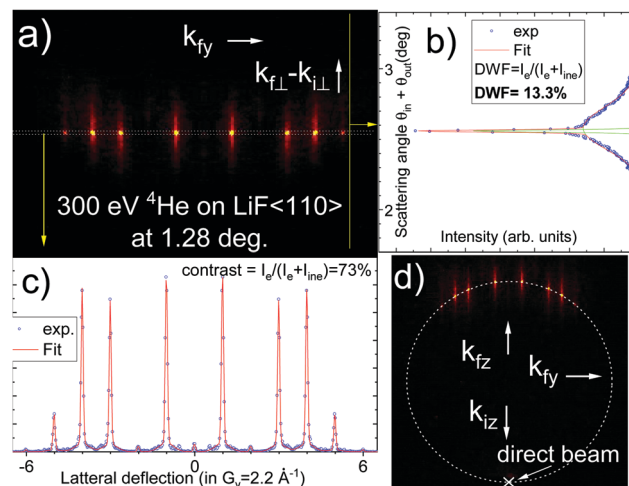 a)
k_fy
k_f⊥-k_i⊥
300 eV ⁴He on LiF<110>
at 1.28 deg.
b)
exp
Fit
DWF=I_e/(I_e+I_ine)
DWF= 13.3%
3
2
Scattering angle θ_in + θ_out(deg)
Intensity (arb. units)
c)
contrast = I_e/(I_e+I_ine)=73%
exp.
Fit
-6 -3 0 3 6
Latteral deflection (in G_y=2.2 Å⁻¹)
d)
k_fz
k_fy
k_iz
direct beam